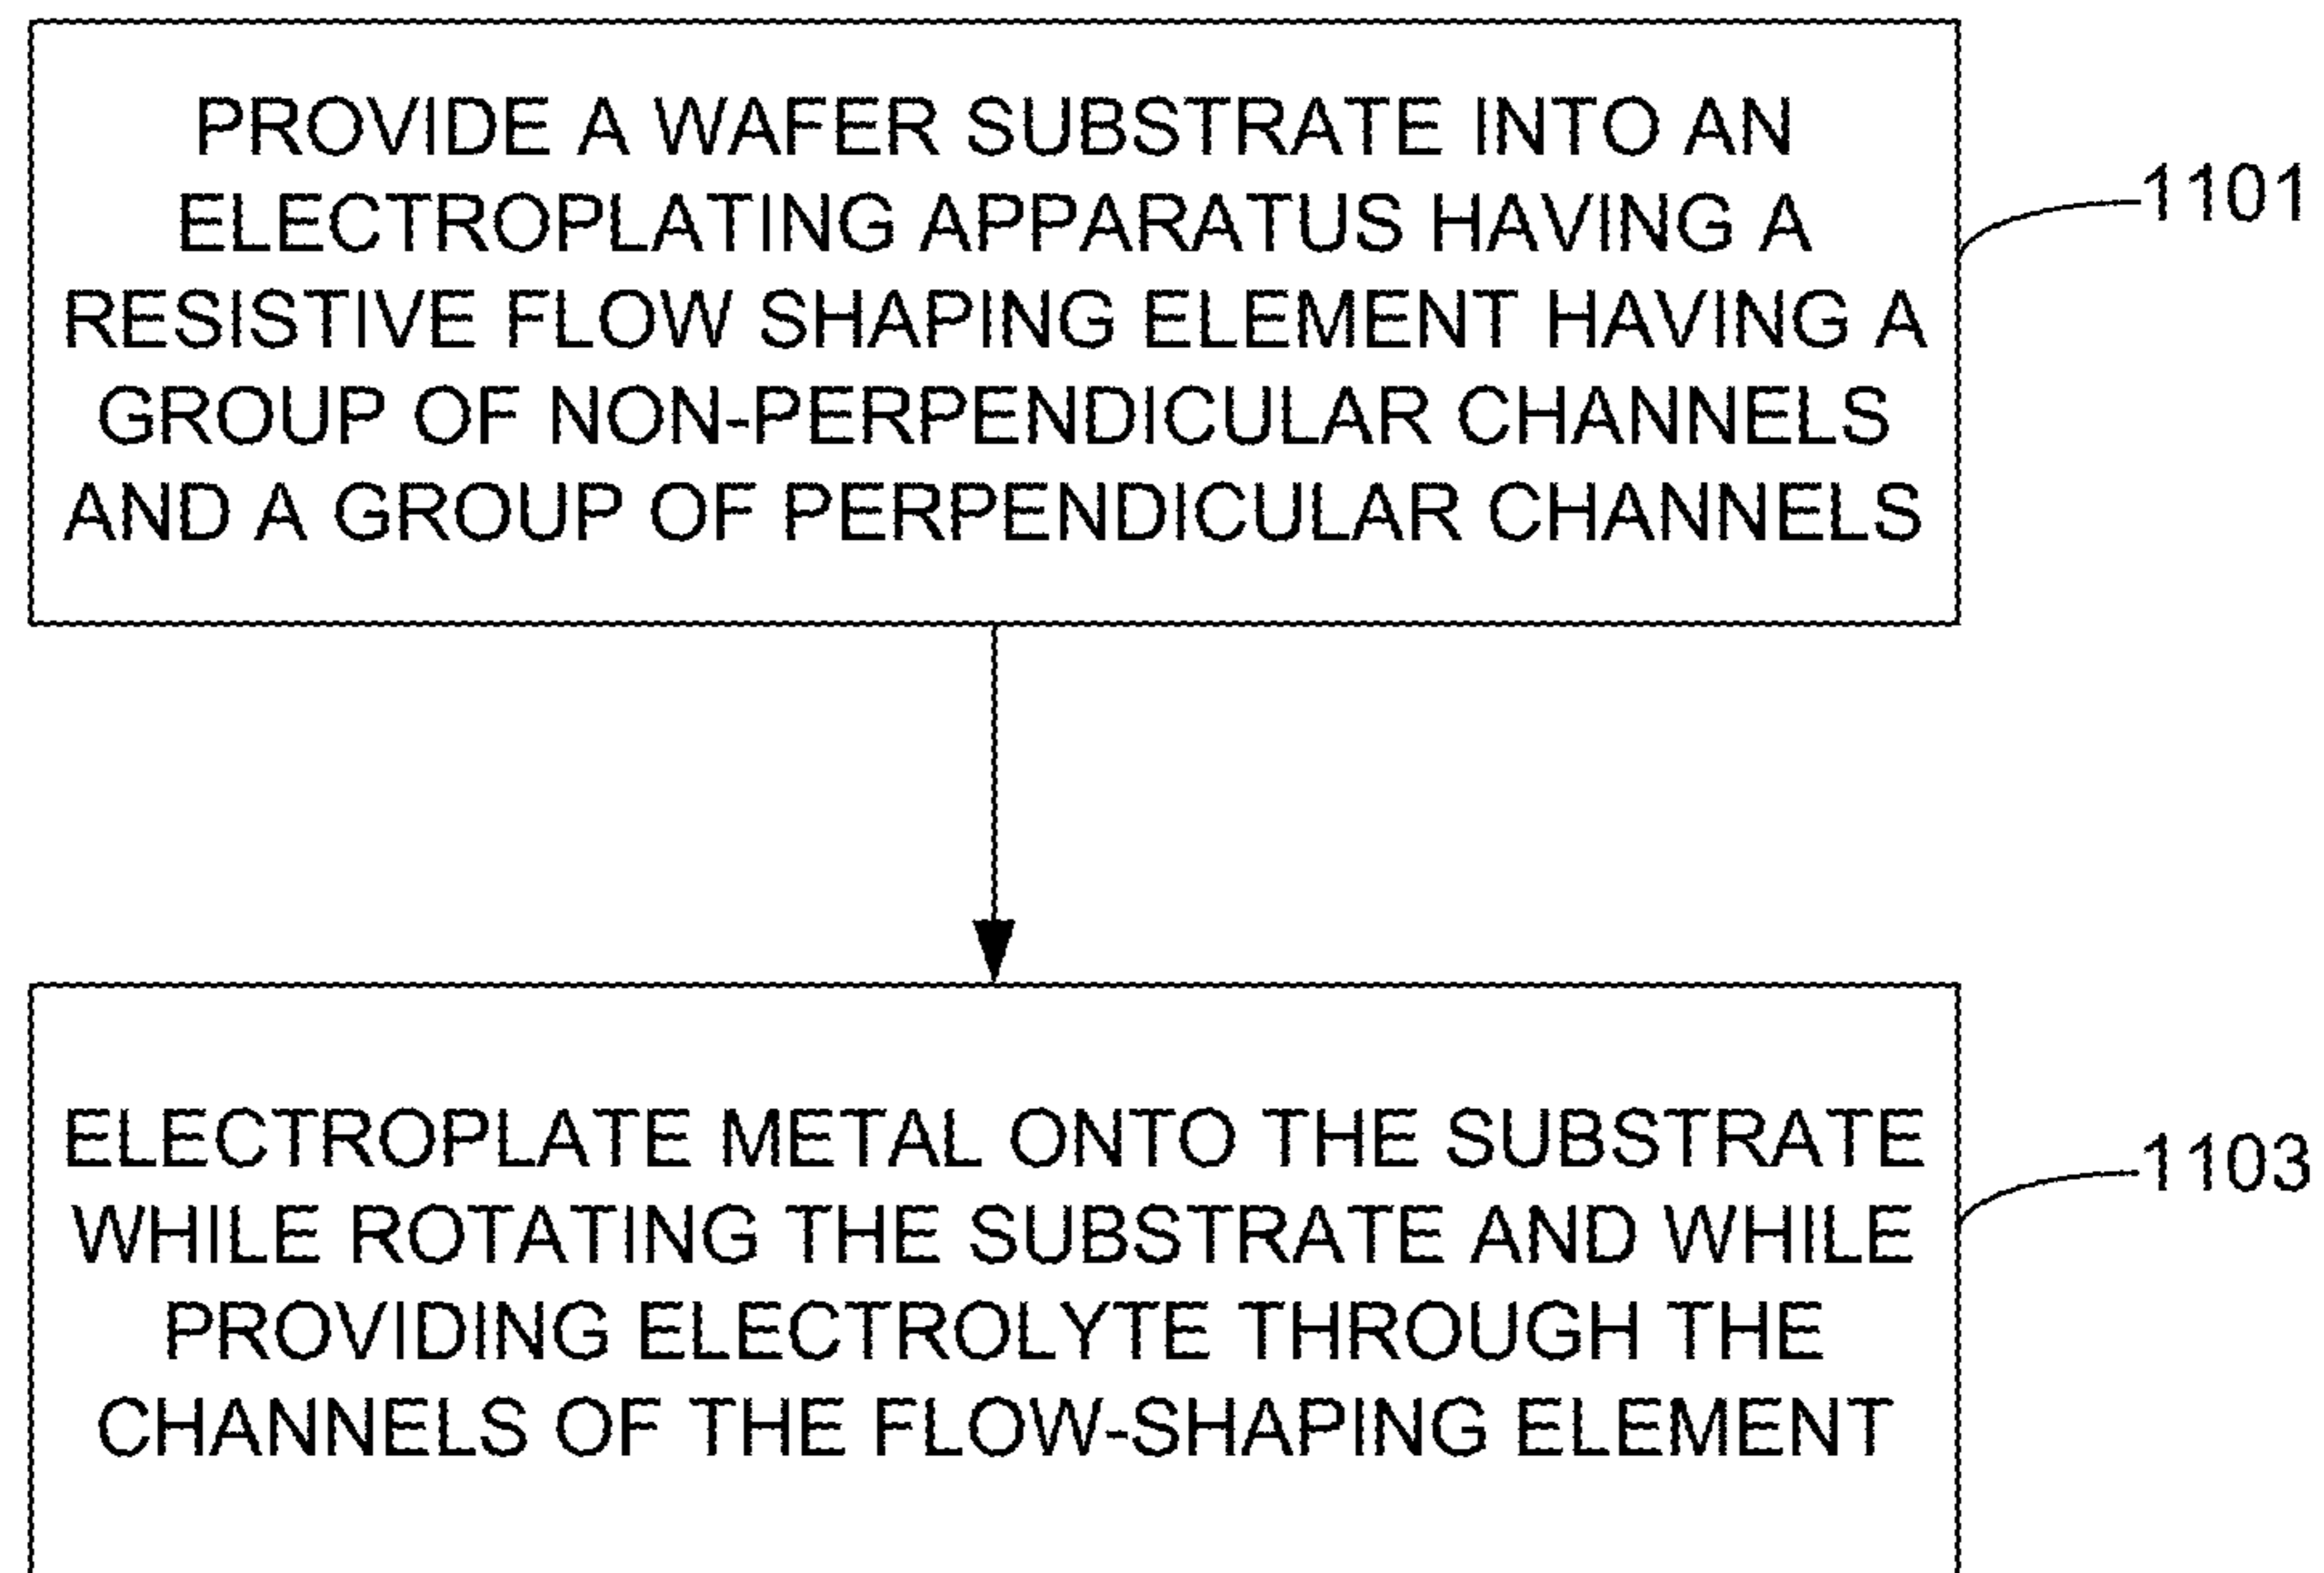 PROVIDE A WAFER SUBSTRATE INTO AN
ELECTROPLATING APPARATUS HAVING A
RESISTIVE FLOW SHAPING ELEMENT HAVING A
GROUP OF NON-PERPENDICULAR CHANNELS
AND A GROUP OF PERPENDICULAR CHANNELS
1101
ELECTROPLATE METAL ONTO THE SUBSTRATE
WHILE ROTATING THE SUBSTRATE AND WHILE
PROVIDING ELECTROLYTE THROUGH THE
CHANNELS OF THE FLOW-SHAPING ELEMENT
1103